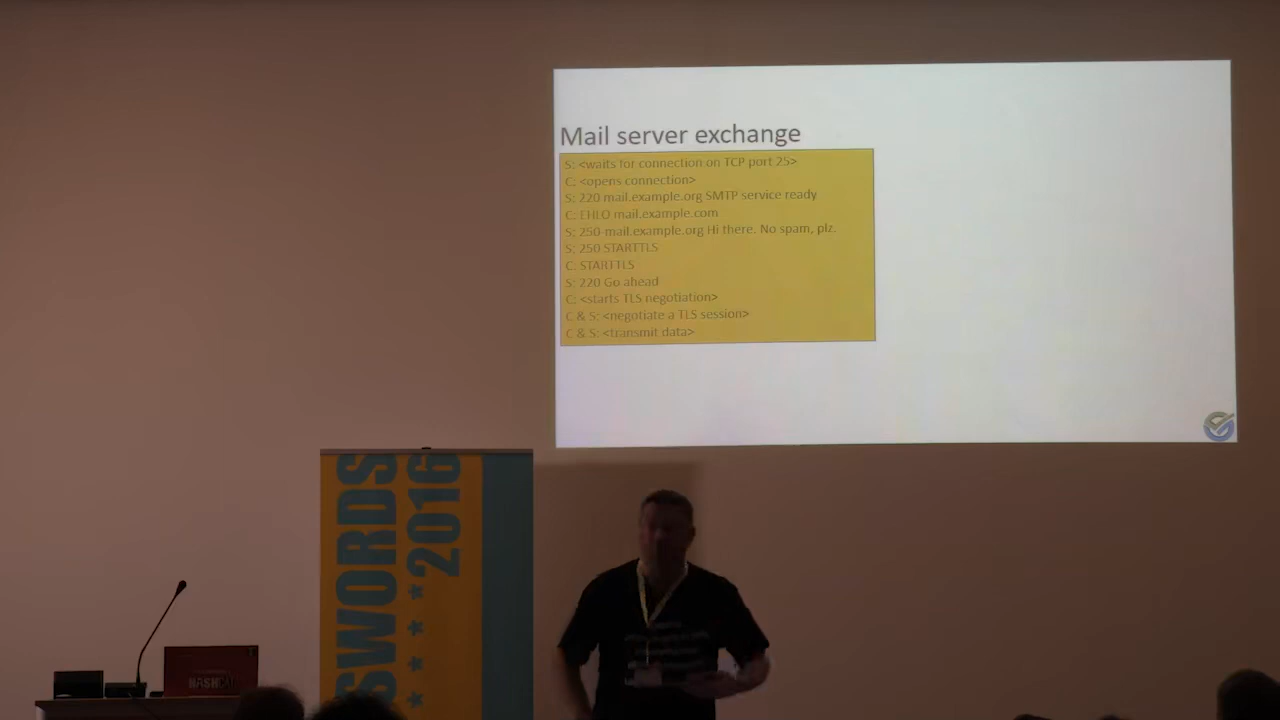 Mail server exchange
S: <waits for connection on TCP port 25>
C: <opens connection>
S: 220 mail.example.org SMTP service ready
C: EHLO mail.example.com
S: 250-mail.example.org Hi there. No spam, plz.
S: 250 STARTTLS
C: STARTTLS
S: 220 Go ahead
C: <starts TLS negotiation>
C & S: <negotiate a TLS session>
C & S: <transmit data>
SWORDS
2016